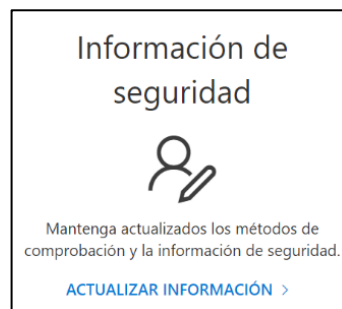 Información de
seguridad
Mantenga actualizados los métodos de
comprobación y la información de seguridad.
ACTUALIZAR INFORMACIÓN >